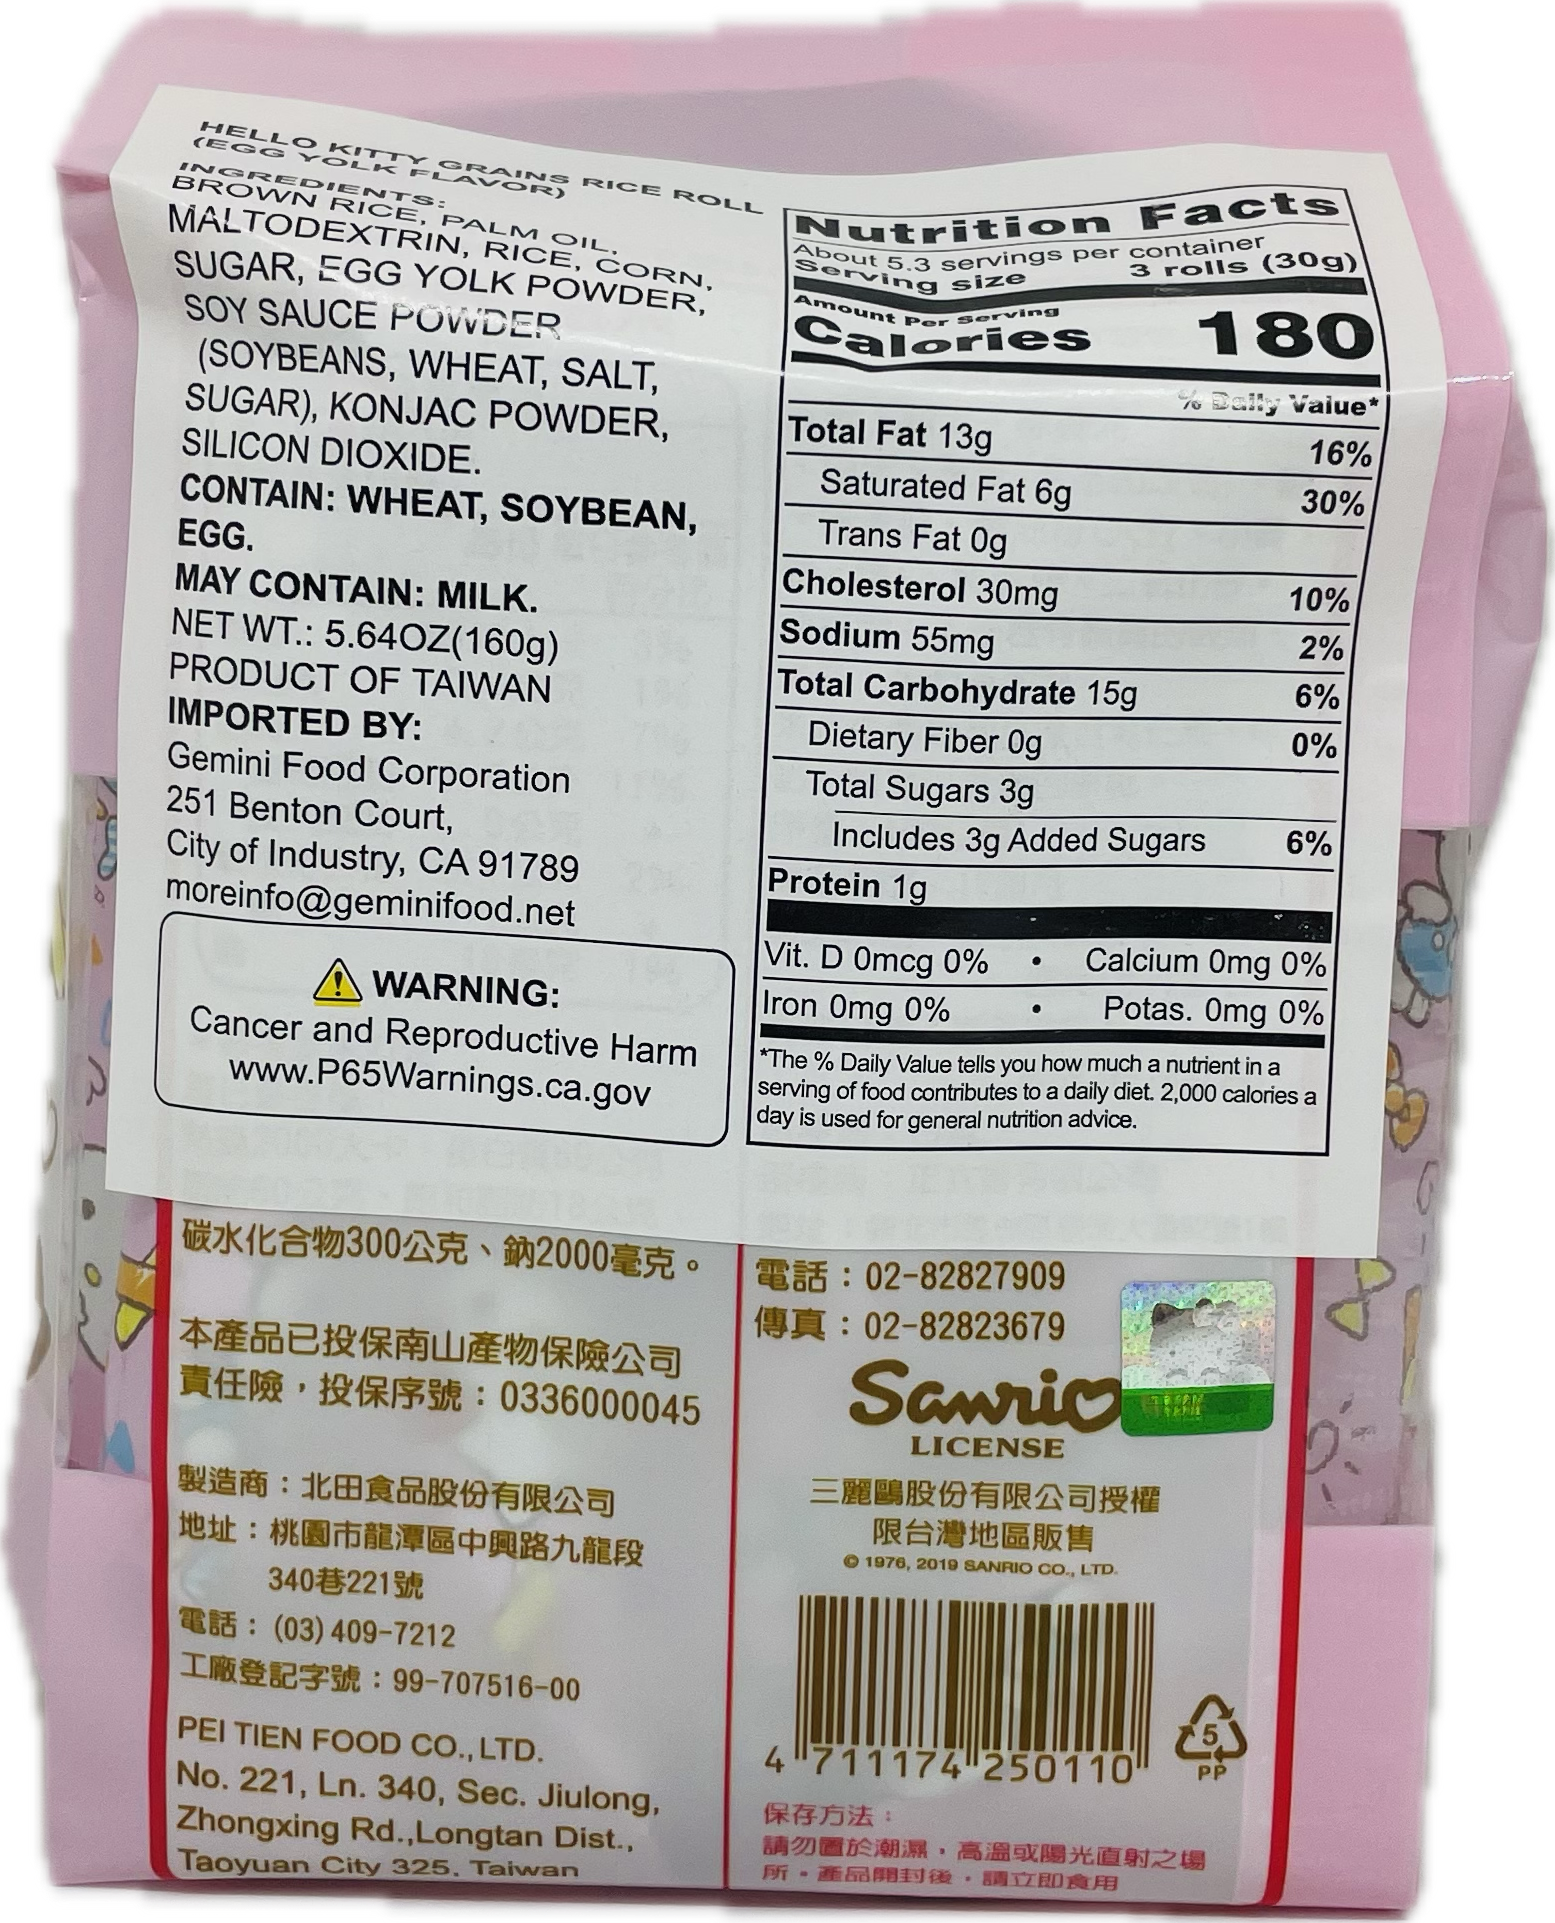 HELLO KITTY GRAINS RICE ROLL
(EGG YOLK FLAVOR)
INGREDIENTS:
BROWN RICE, PALM OIL,
MALTODEXTRIN, RICE, CORN,
SUGAR, EGG YOLK POWDER,
SOY SAUCE POWDER
(SOYBEANS, WHEAT, SALT,
SUGAR), KONJAC POWDER,
SILICON DIOXIDE.
CONTAIN: WHEAT, SOYBEAN,
EGG.
MAY CONTAIN: MILK.
NET WT.: 5.64OZ(160g)
PRODUCT OF TAIWAN
IMPORTED BY:
Gemini Food Corporation
251 Benton Court,
City of Industry, CA 91789
moreinfo@geminifood.net
WARNING:
Cancer and Reproductive Harm
www.P65Warnings.ca.gov
Nutrition Facts
About 5.3 servings per container
Serving size 3 rolls (30g)
Amount Per Serving
Calories 180
% Daily Value*
Total Fat 13g 16%
Saturated Fat 6g 30%
Trans Fat 0g
Cholesterol 30mg 10%
Sodium 55mg 2%
Total Carbohydrate 15g 6%
Dietary Fiber 0g 0%
Total Sugars 3g
Includes 3g Added Sugars 6%
Protein 1g
Vit. D 0mcg 0% • Calcium 0mg 0%
Iron 0mg 0% • Potas. 0mg 0%
*The % Daily Value tells you how much a nutrient in a
serving of food contributes to a daily diet. 2,000 calories a
day is used for general nutrition advice.
碳水化合物300公克、鈉2000毫克。
本產品已投保南山產物保險公司
責任險，投保序號：0336000045
製造商：北田食品股份有限公司
地址：桃園市龍潭區中興路九龍段
340巷221號
電話：(03)409-7212
工廠登記字號：99-707516-00
PEI TIEN FOOD CO., LTD.
No. 221, Ln. 340, Sec. Jiulong,
Zhongxing Rd.,Longtan Dist.,
Taoyuan City 325, Taiwan
電話：02-82827909
傳真：02-82823679
Sanrio
LICENSE
三麗鷗股份有限公司授權
限台灣地區販售
© 1976, 2019 SANRIO CO., LTD.
4 711174 250110
5
PP
保存方法：
請勿置於潮濕，高溫或陽光直射之場
所。產品開封後，請立即食用